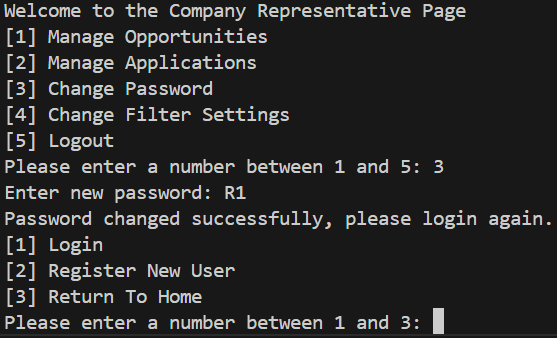 Welcome to the Company Representative Page
[1] Manage Opportunities
[2] Manage Applications
[3] Change Password
[4] Change Filter Settings
[5] Logout
Please enter a number between 1 and 5: 3
Enter new password: R1
Password changed successfully, please login again.
[1] Login
[2] Register New User
[3] Return To Home
Please enter a number between 1 and 3: